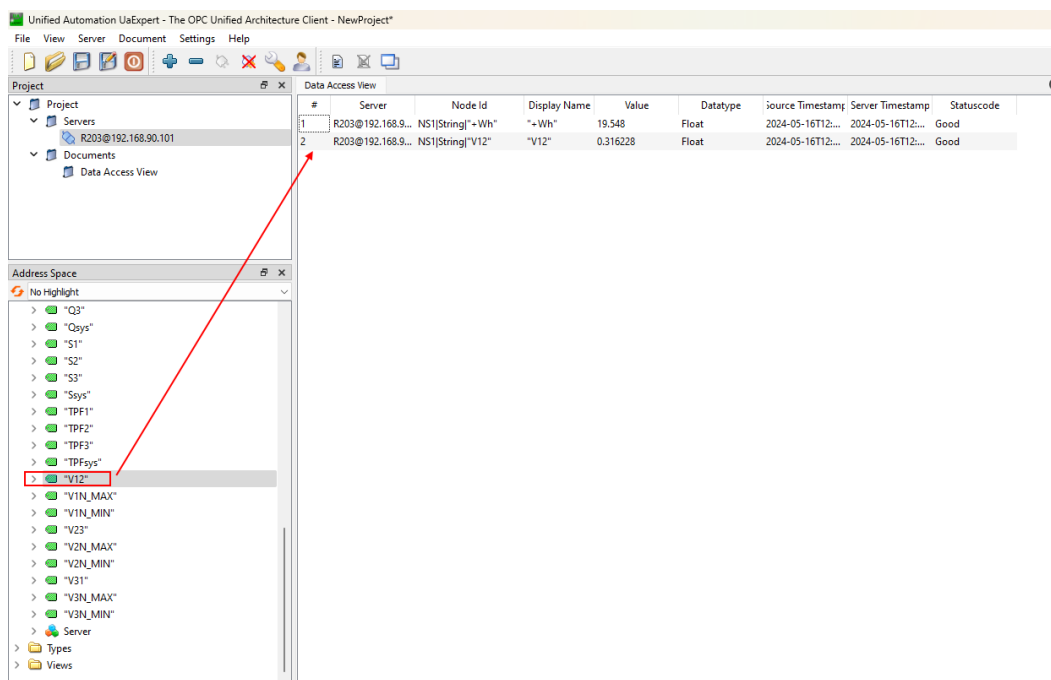 Unified Automation UaExpert - The OPC Unified Architecture Client - NewProject*
File View Server Document Settings Help
Project
Project
Servers
R203@192.168.90.101
Documents
Data Access View
Address Space
No Highlight
"Q3"
"Qsys"
"S1"
"S2"
"S3"
"Ssys"
"TPF1"
"TPF2"
"TPF3"
"TPFsys"
"V12"
"V1N_MAX"
"V1N_MIN"
"V23"
"V2N_MAX"
"V2N_MIN"
"V31"
"V3N_MAX"
"V3N_MIN"
Server
Types
Views
Data Access View
# Server Node Id Display Name Value Datatype Source Timestamp Server Timestamp Statuscode
1 R203@192.168.9... NS1|String|"+Wh" "+Wh" 19.548 Float 2024-05-16T12:... 2024-05-16T12:... Good
2 R203@192.168.9... NS1|String|"V12" "V12" 0.316228 Float 2024-05-16T12:... 2024-05-16T12:... Good